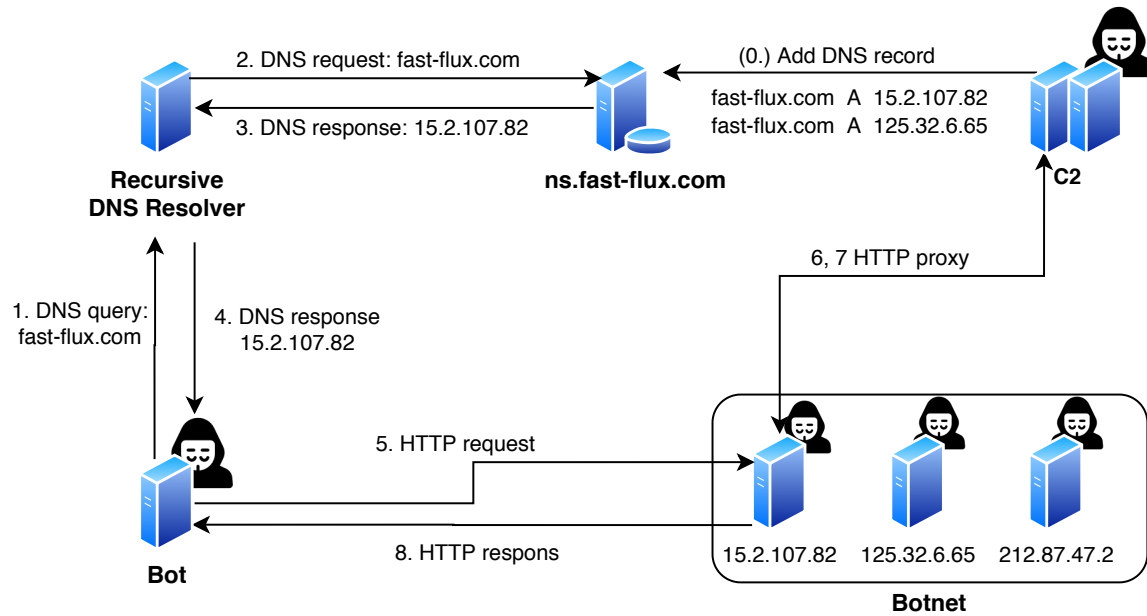 2. DNS request: fast-flux.com
(0.) Add DNS record
fast-flux.com A 15.2.107.82
fast-flux.com A 125.32.6.65
3. DNS response: 15.2.107.82
Recursive
DNS Resolver
ns.fast-flux.com
C2
6, 7 HTTP proxy
1. DNS query:
fast-flux.com
4. DNS response
15.2.107.82
5. HTTP request
8. HTTP respons
Bot
15.2.107.82
125.32.6.65
212.87.47.2
Botnet